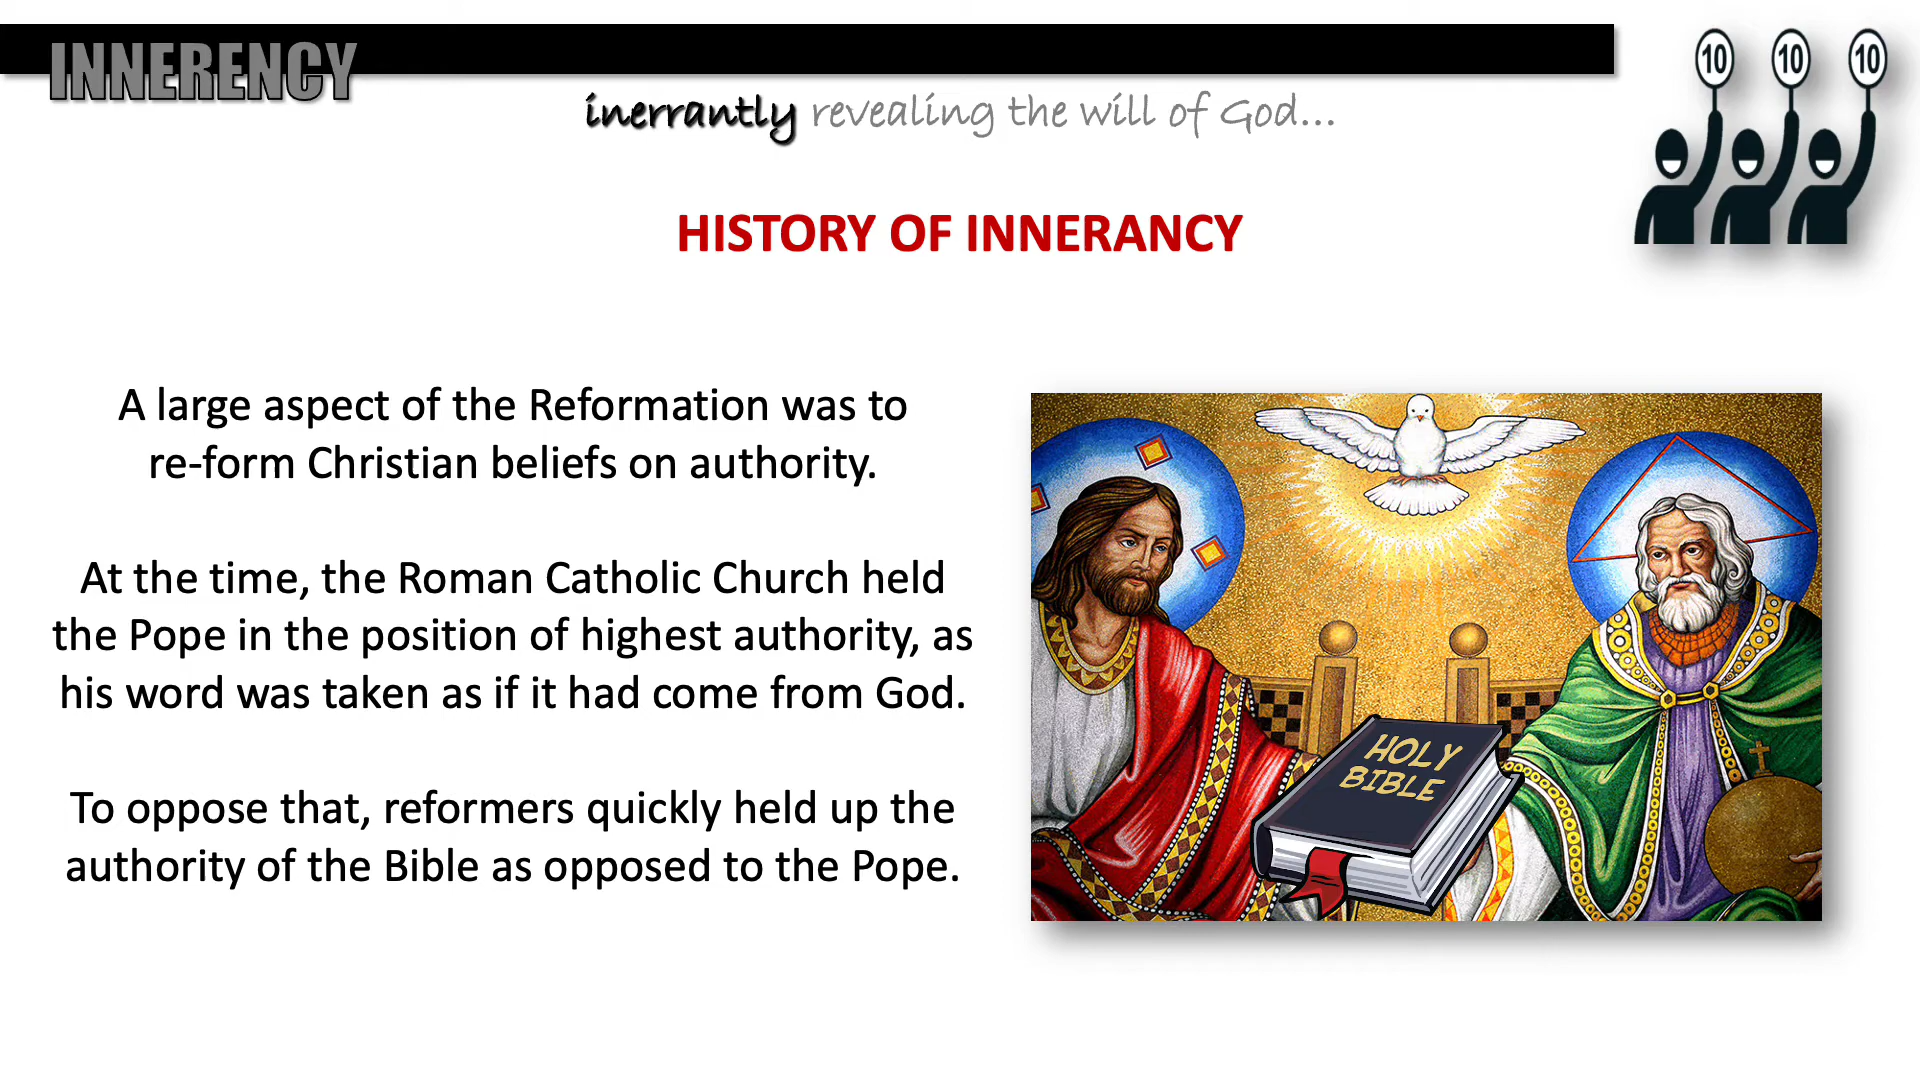 INNERENCY
inerrantly revealing the will of God...
10 10 10
HISTORY OF INNERANCY
A large aspect of the Reformation was to
re-form Christian beliefs on authority.
At the time, the Roman Catholic Church held
the Pope in the position of highest authority, as
his word was taken as if it had come from God.
To oppose that, reformers quickly held up the
authority of the Bible as opposed to the Pope.
HOLY
BIBLE